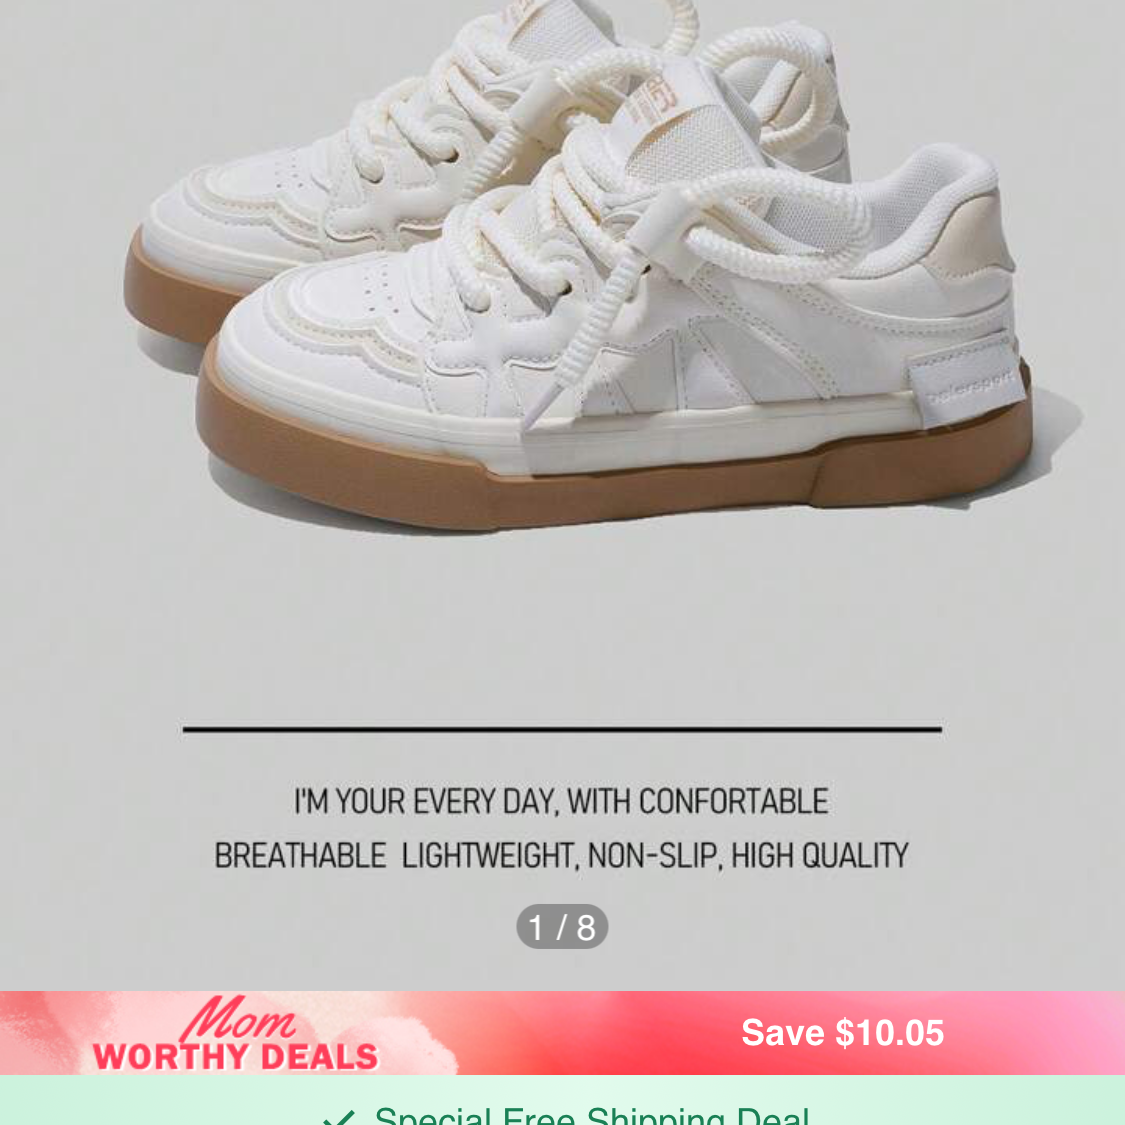 balersport
I'M YOUR EVERY DAY, WITH CONFORTABLE
BREATHABLE LIGHTWEIGHT, NON-SLIP, HIGH QUALITY
1 / 8
Mom
WORTHY DEALS
Save $10.05
Special Free Shipping Deal